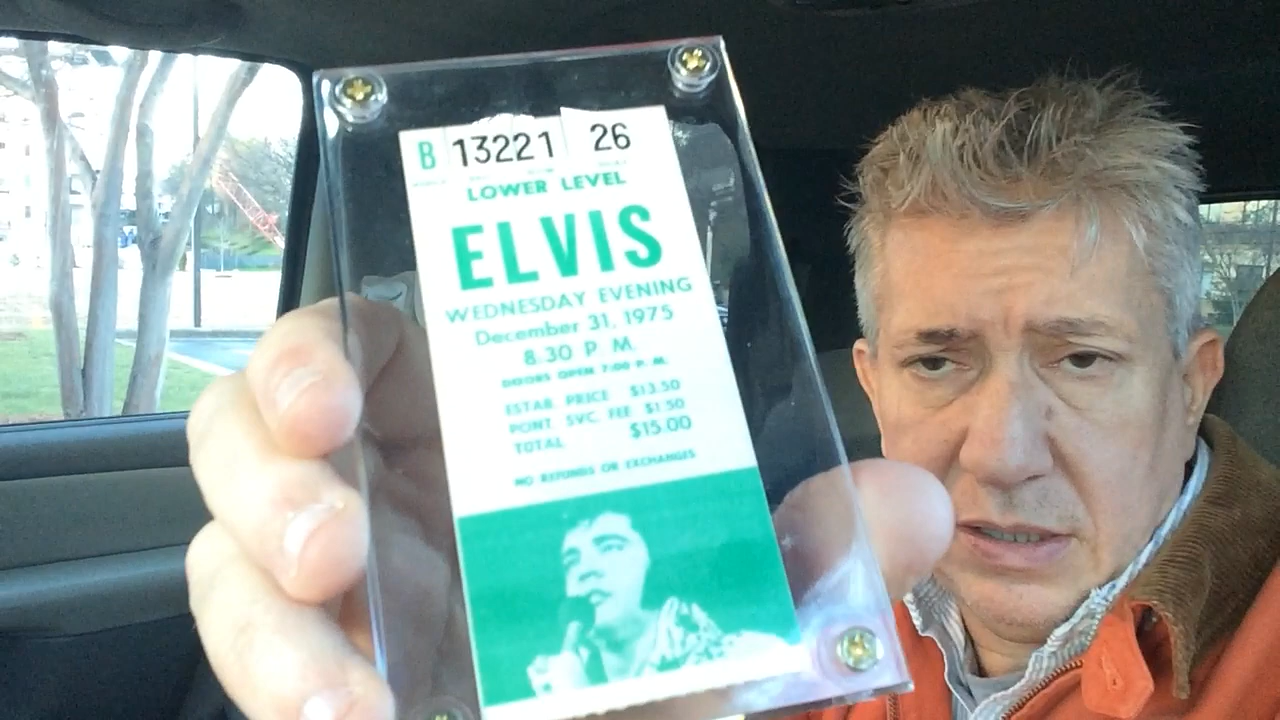 B 13221 26
LOWER LEVEL
ELVIS
WEDNESDAY EVENING
December 31, 1975
8.30 P. M.
DOORS OPEN 7:00 P. M.
ESTAB PRICE $13.50
PONT. SVC. FEE $1.50
TOTAL $15.00
NO REFUNDS OR EXCHANGES